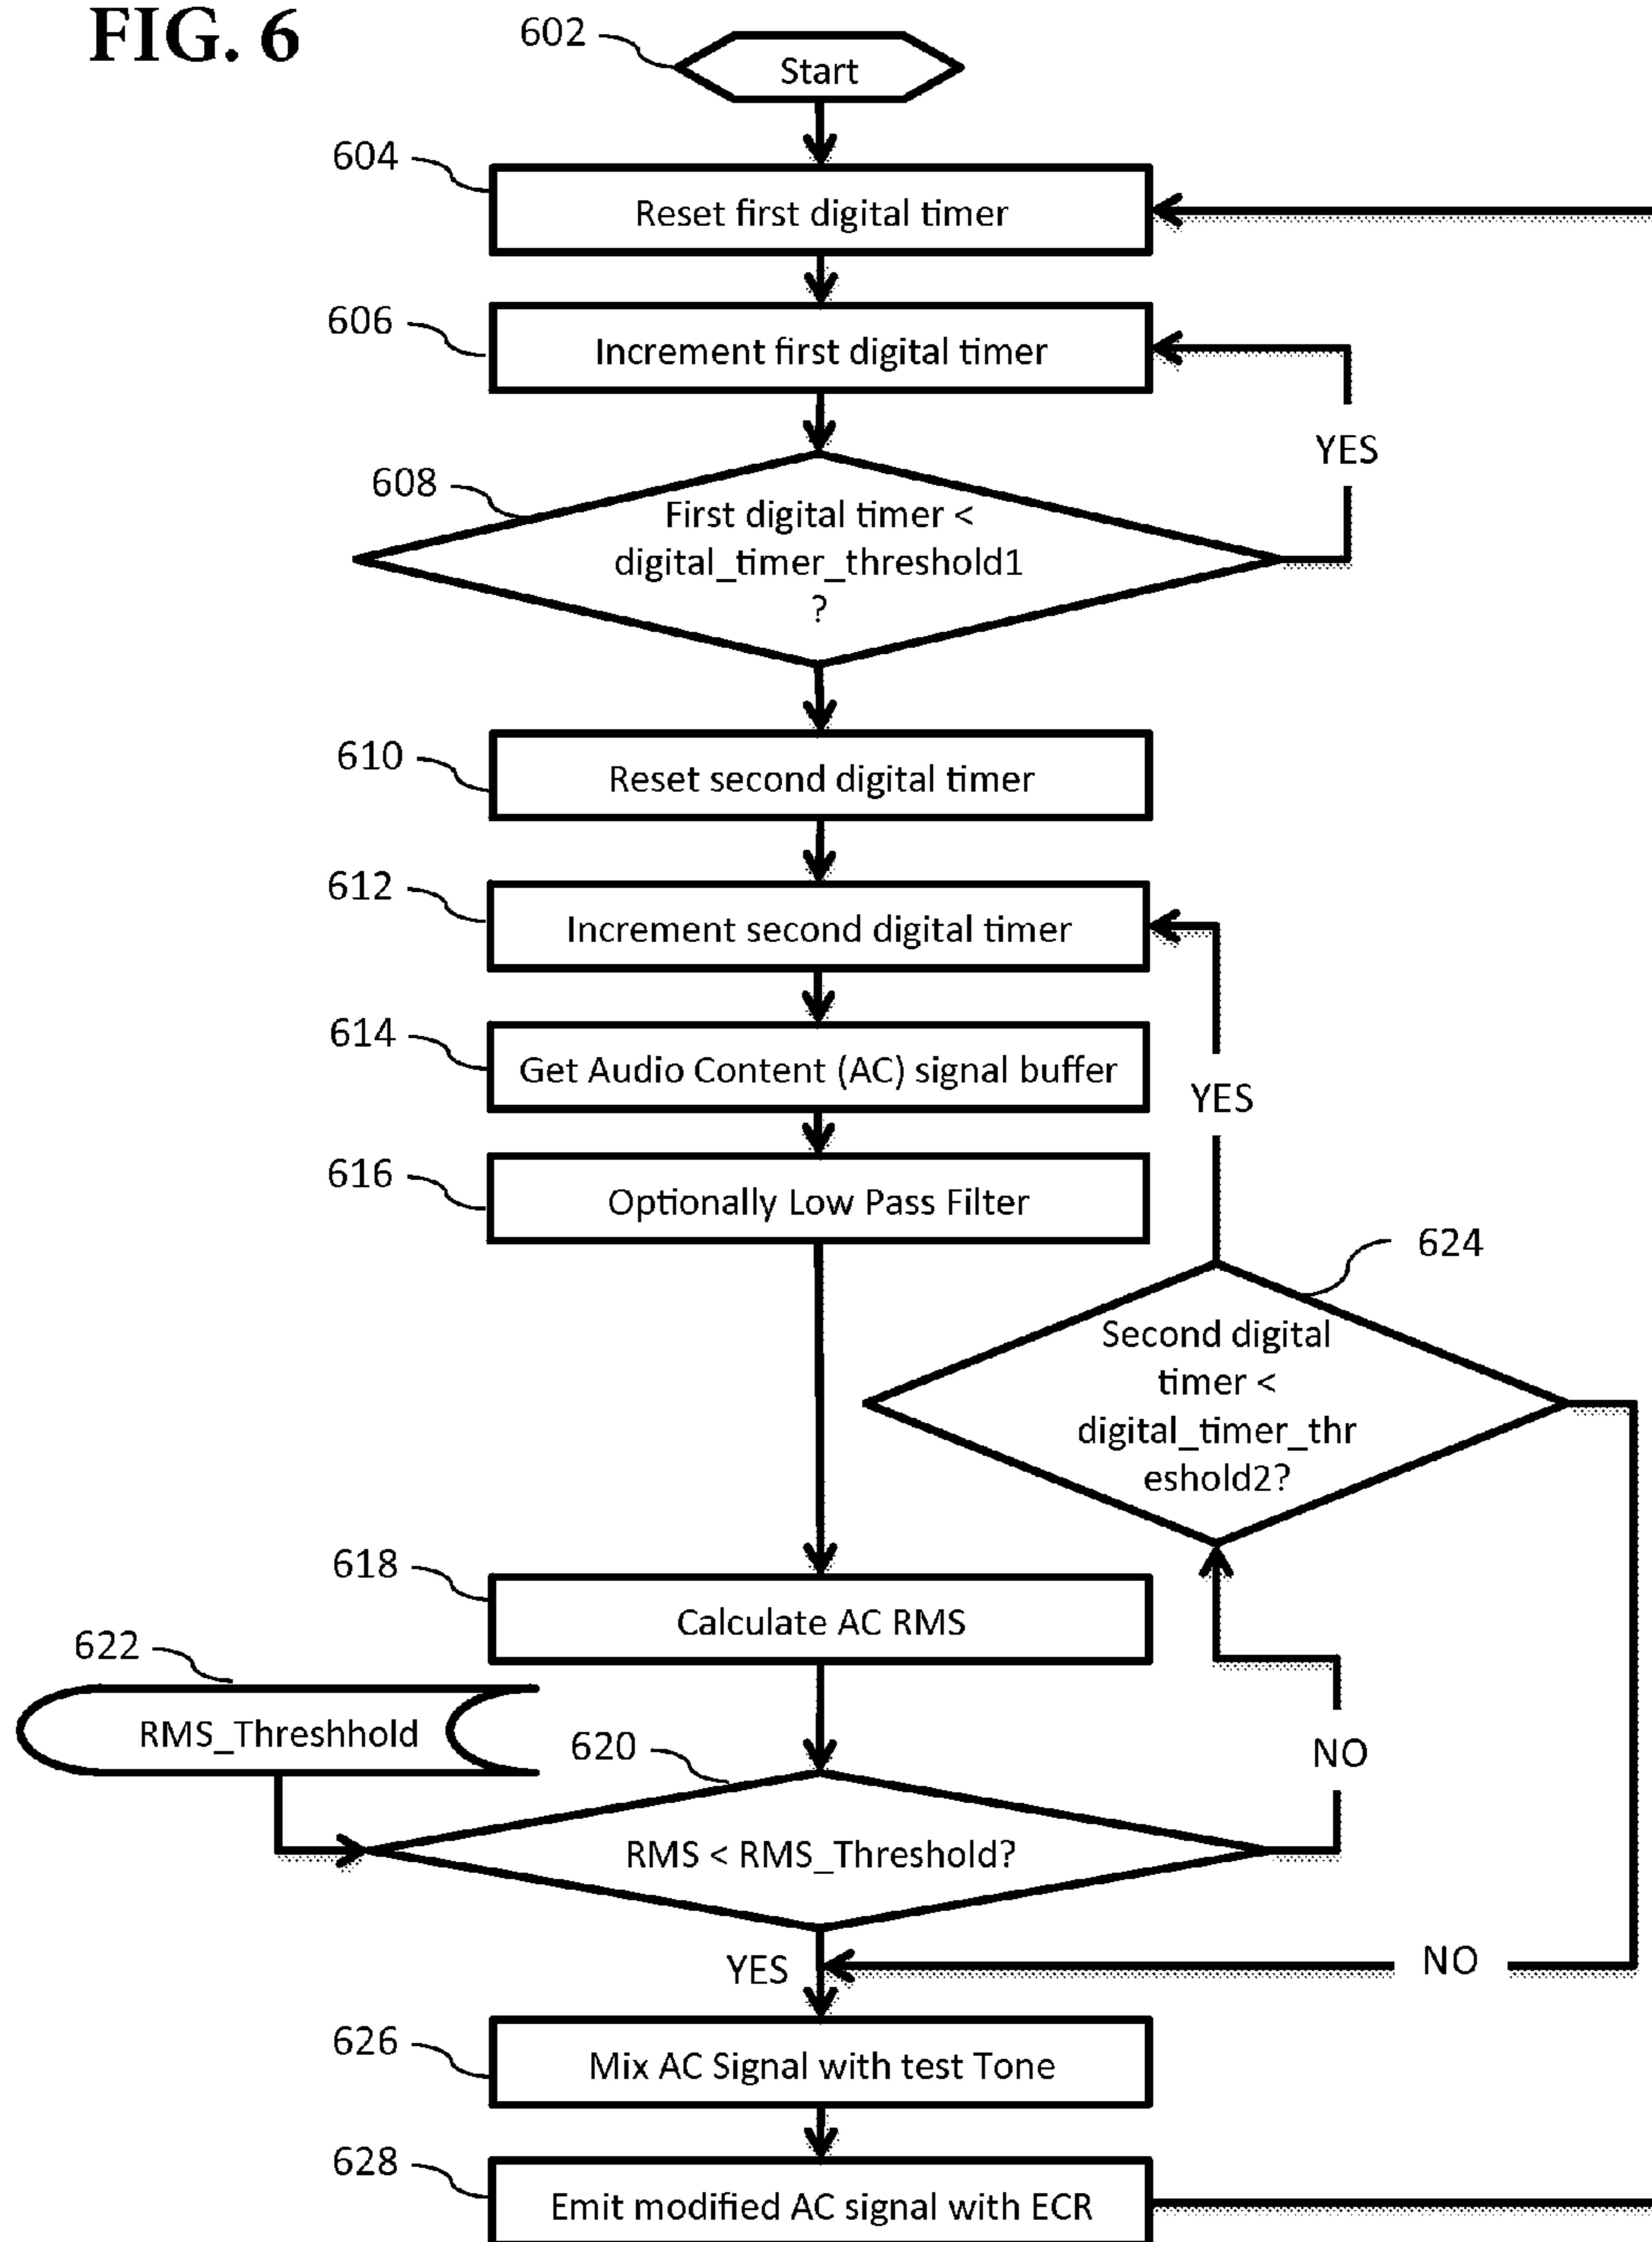 FIG. 6
602
Start
604
Reset first digital timer
606
Increment first digital timer
YES
608
First digital timer <
digital_timer_threshold1
?
610
Reset second digital timer
612
Increment second digital timer
614
Get Audio Content (AC) signal buffer
YES
616
Optionally Low Pass Filter
624
Second digital
timer <
digital_timer_thr
eshold2?
618
Calculate AC RMS
622
RMS_Threshhold
620
NO
RMS < RMS_Threshold?
YES
NO
626
Mix AC Signal with test Tone
628
Emit modified AC signal with ECR